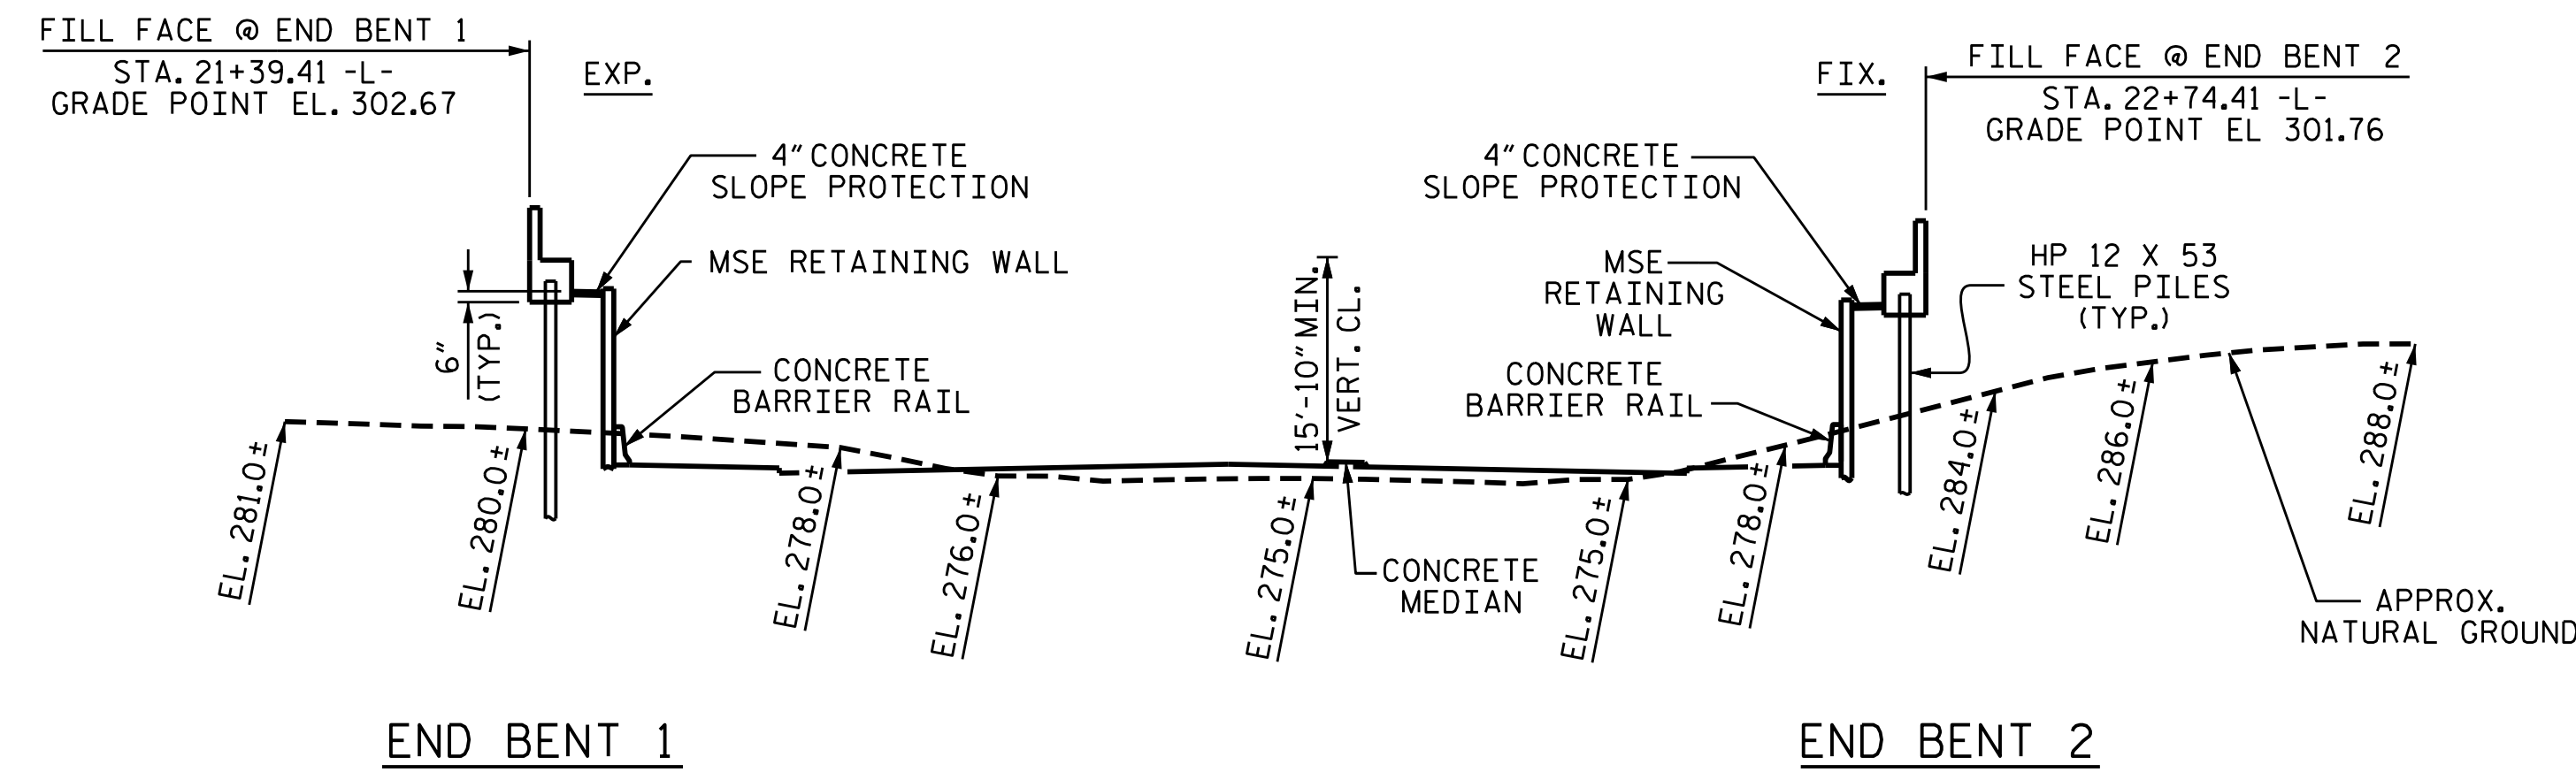 FILL FACE @ END BENT 1
STA. 21+39.41 -L-
GRADE POINT EL. 302.67
EXP.
FIX.
FILL FACE @ END BENT 2
STA. 22+74.41 -L-
GRADE POINT EL 301.76
4" CONCRETE
SLOPE PROTECTION
4" CONCRETE
SLOPE PROTECTION
MSE RETAINING WALL
MSE
RETAINING
WALL
HP 12 X 53
STEEL PILES
(TYP.)
6"
(TYP.)
CONCRETE
BARRIER RAIL
15'-10" MIN.
VERT. CL.
CONCRETE
BARRIER RAIL
EL. 281.0±
EL. 280.0±
EL. 278.0±
EL. 276.0±
EL. 275.0±
EL. 275.0±
EL. 278.0±
EL. 284.0±
EL. 286.0±
EL. 288.0±
CONCRETE
MEDIAN
APPROX.
NATURAL GROUND
END BENT 1
END BENT 2